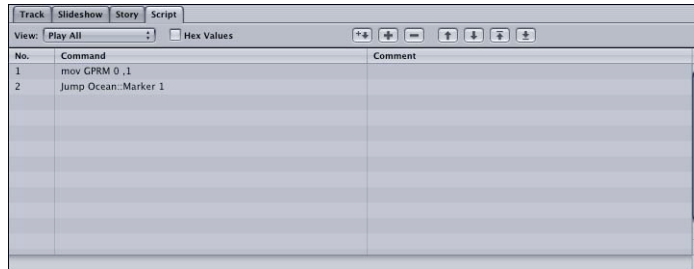 Track Slideshow Story Script
View: Play All Hex Values
No. Command Comment
1 mov GPRM 0 ,1
2 Jump Ocean::Marker 1